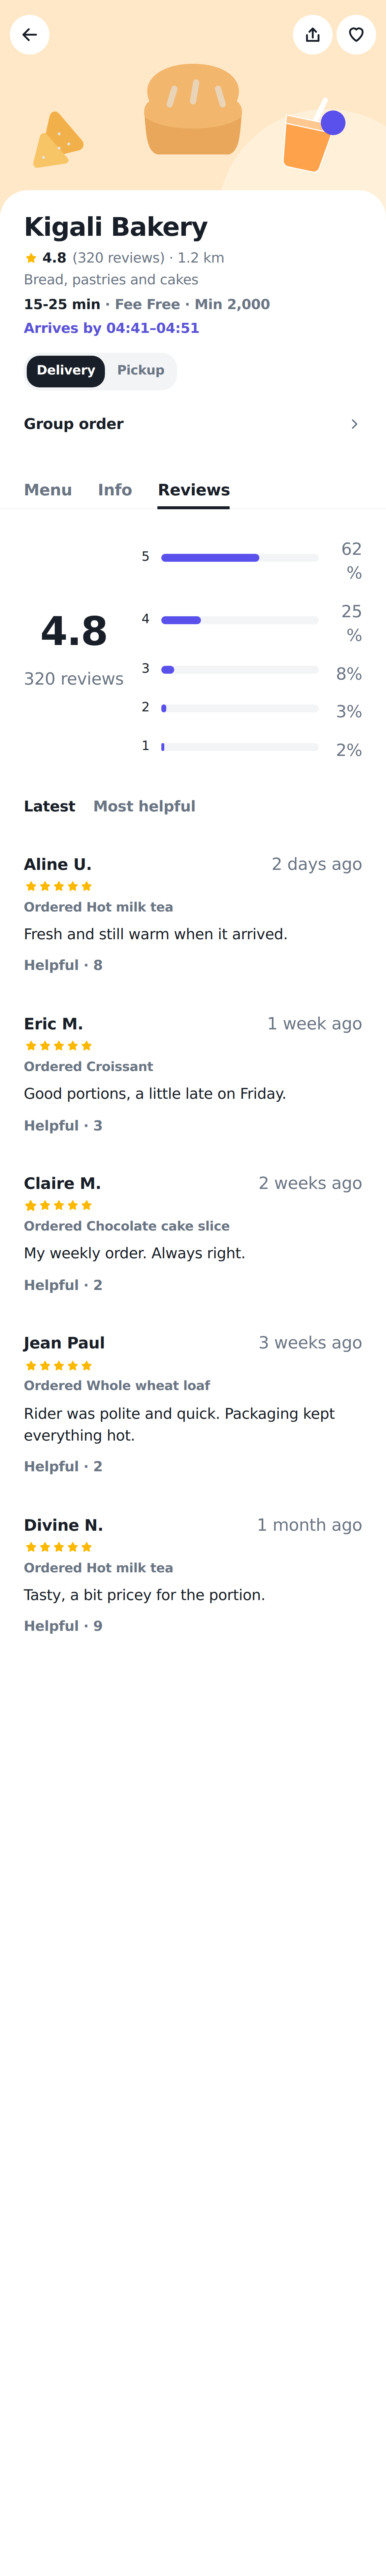 Kigali Bakery
4.8 (320 reviews) · 1.2 km
Bread, pastries and cakes
15-25 min · Fee Free · Min 2,000
Arrives by 04:41–04:51
Delivery Pickup
Group order
Menu Info Reviews
5 62
%
4 25
%
4.8
3 8%
320 reviews
2 3%
1 2%
Latest Most helpful
Aline U. 2 days ago
Ordered Hot milk tea
Fresh and still warm when it arrived.
Helpful · 8
Eric M. 1 week ago
Ordered Croissant
Good portions, a little late on Friday.
Helpful · 3
Claire M. 2 weeks ago
Ordered Chocolate cake slice
My weekly order. Always right.
Helpful · 2
Jean Paul 3 weeks ago
Ordered Whole wheat loaf
Rider was polite and quick. Packaging kept
everything hot.
Helpful · 2
Divine N. 1 month ago
Ordered Hot milk tea
Tasty, a bit pricey for the portion.
Helpful · 9